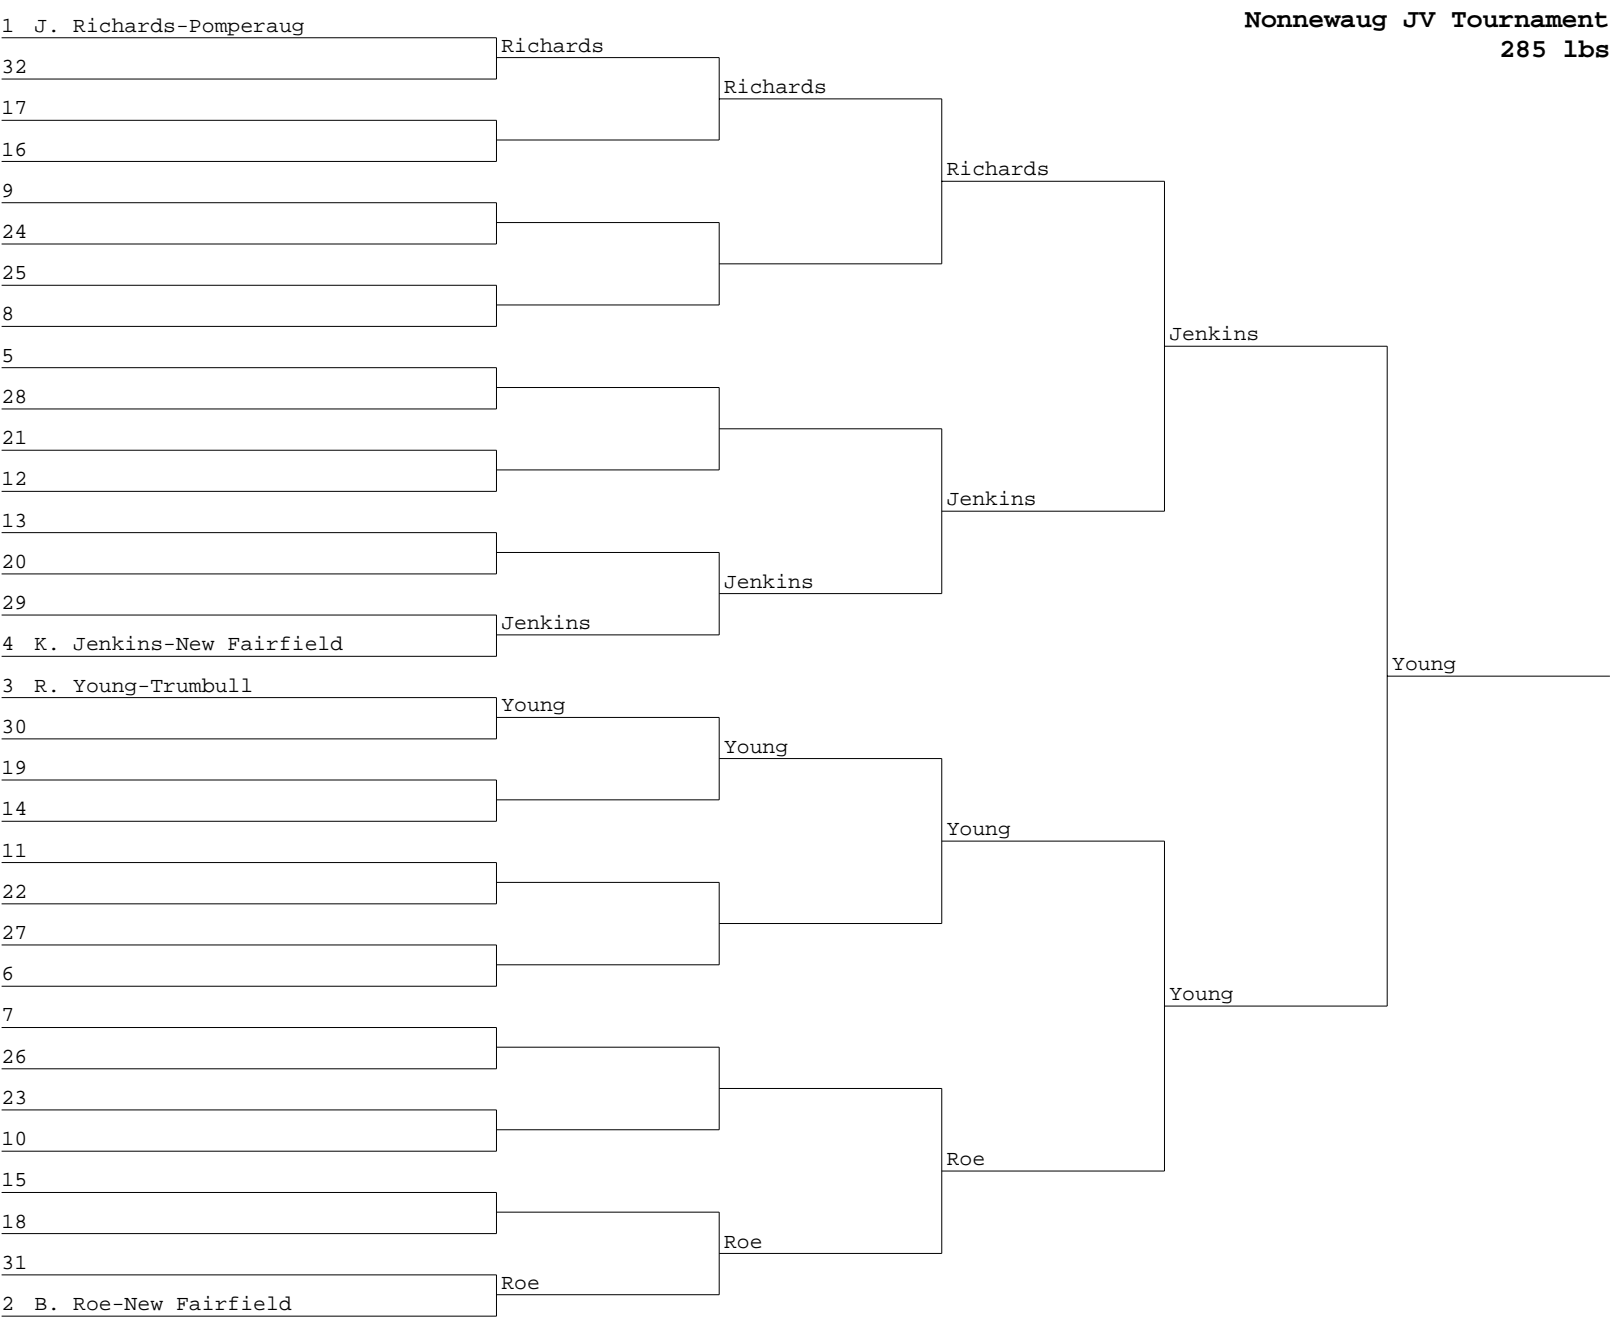 Nonnewaug JV Tournament
285 lbs
1 J. Richards-Pomperaug
Richards
32
Richards
17
16
Richards
9
24
25
8
Jenkins
5
28
21
12
Jenkins
13
20
Jenkins
29
Jenkins
4 K. Jenkins-New Fairfield
Young
3 R. Young-Trumbull
Young
30
Young
19
14
Young
11
22
27
6
Young
7
26
23
10
Roe
15
18
Roe
31
Roe
2 B. Roe-New Fairfield